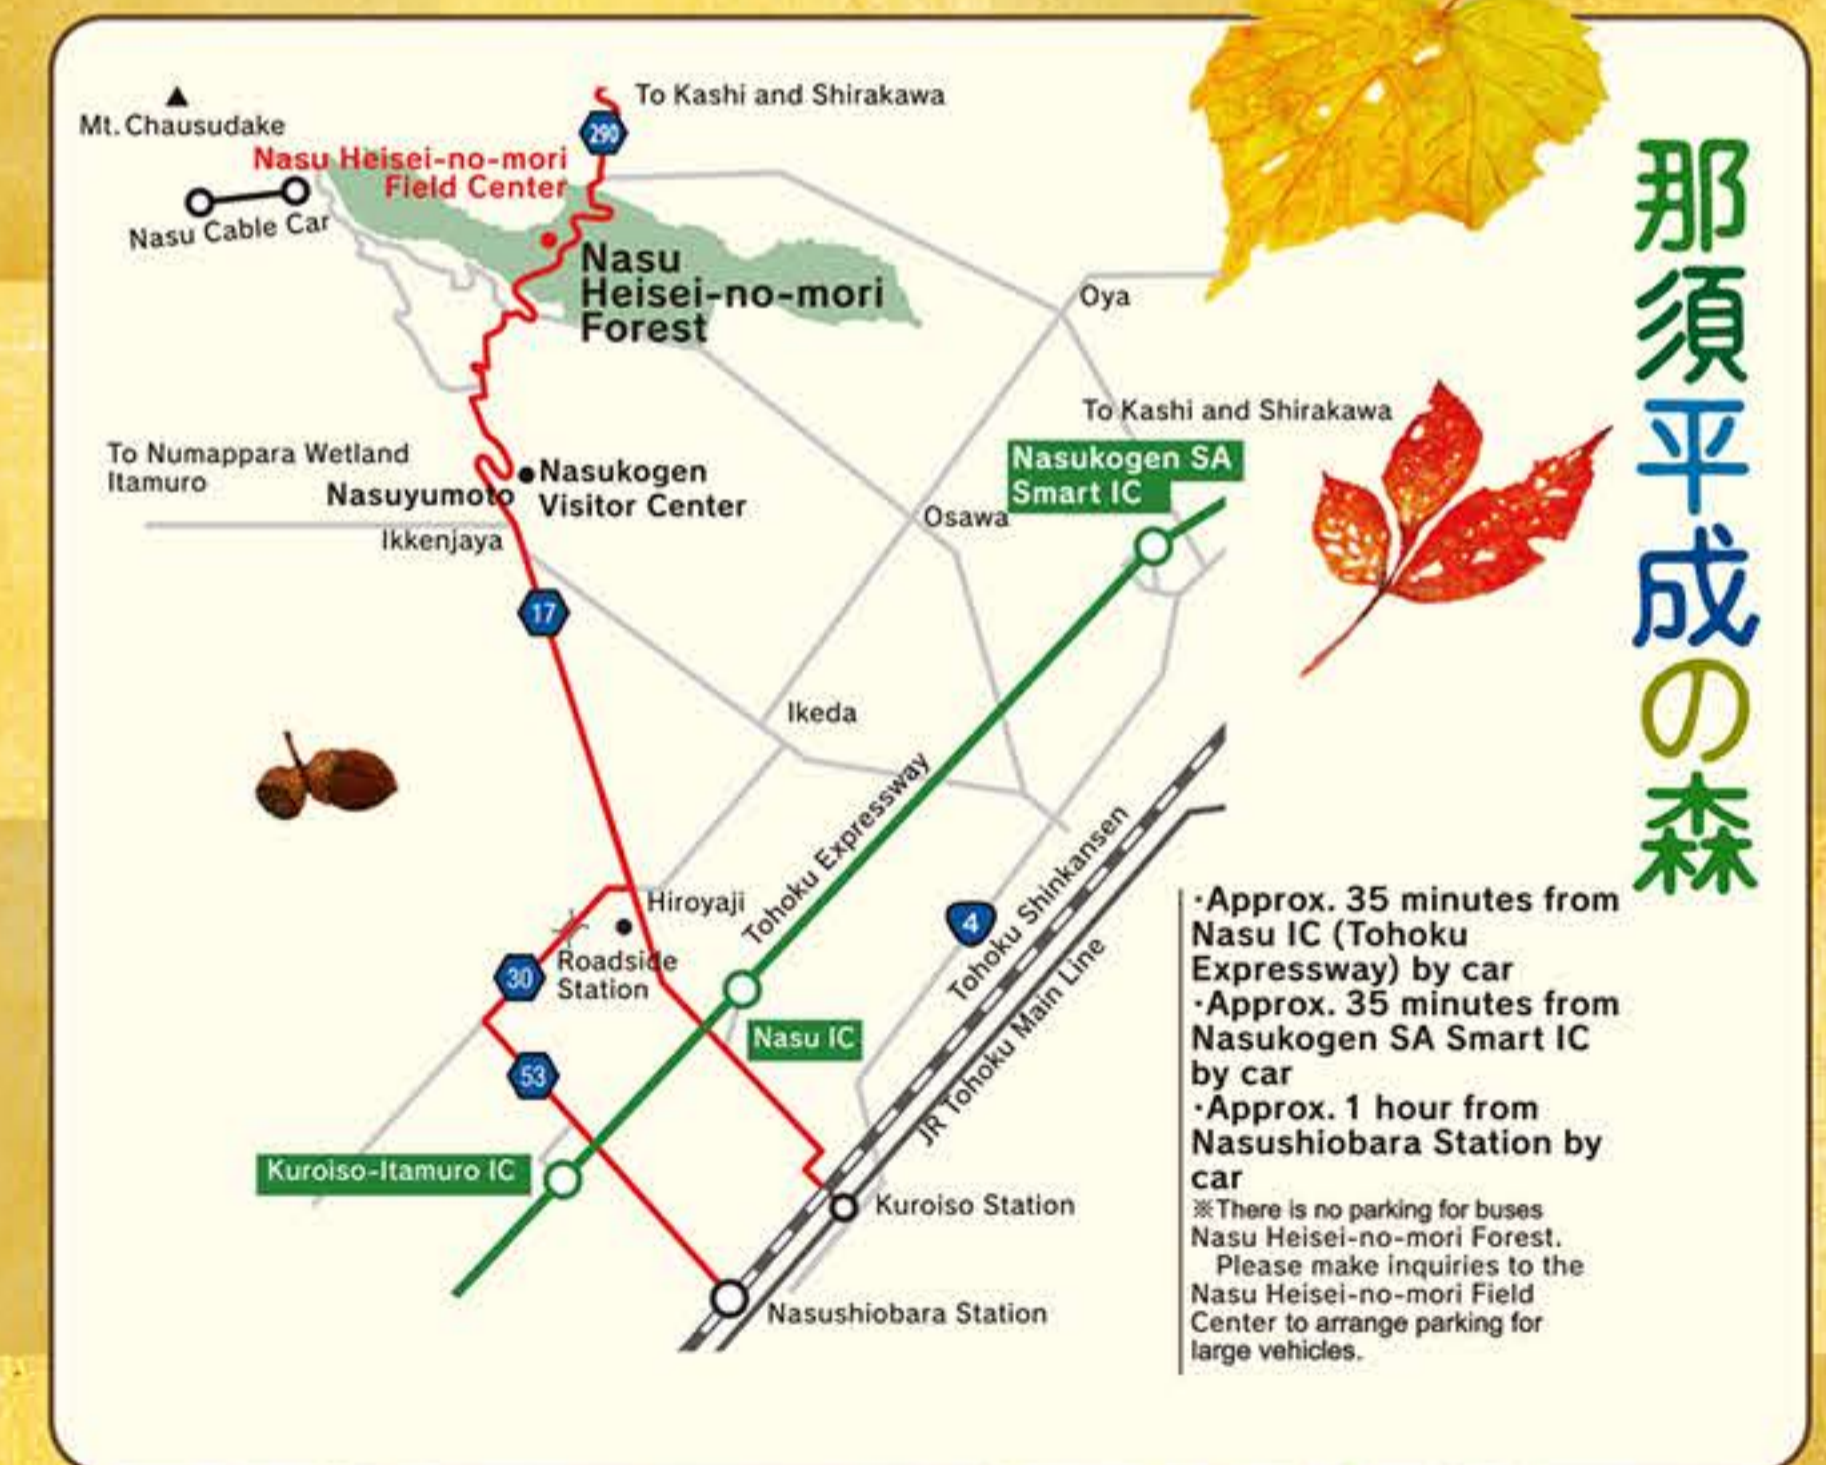 To Kashi and Shirakawa
Mt. Chausudake
290
Nasu Heisei-no-mori
Field Center
Nasu Cable Car
Nasu
Heisei-no-mori
Forest
Oya
To Kashi and Shirakawa
To Numappara Wetland
Itamuro
Nasukogen SA
Smart IC
Nasukogen
Visitor Center
Nasuyumoto
Osawa
Ikkenjaya
17
Ikeda
Tohoku Expressway
Hiroyaji
4
Tohoku Shinkansen
Roadside
Station
30
JR Tohoku Main Line
Nasu IC
53
Kuroiso-Itamuro IC
Kuroiso Station
Nasushiobara Station
那須平成の森
·Approx. 35 minutes from
Nasu IC (Tohoku
Expressway) by car
·Approx. 35 minutes from
Nasukogen SA Smart IC
by car
·Approx. 1 hour from
Nasushiobara Station by
car
※There is no parking for buses
Nasu Heisei-no-mori Forest.
Please make inquiries to the
Nasu Heisei-no-mori Field
Center to arrange parking for
large vehicles.